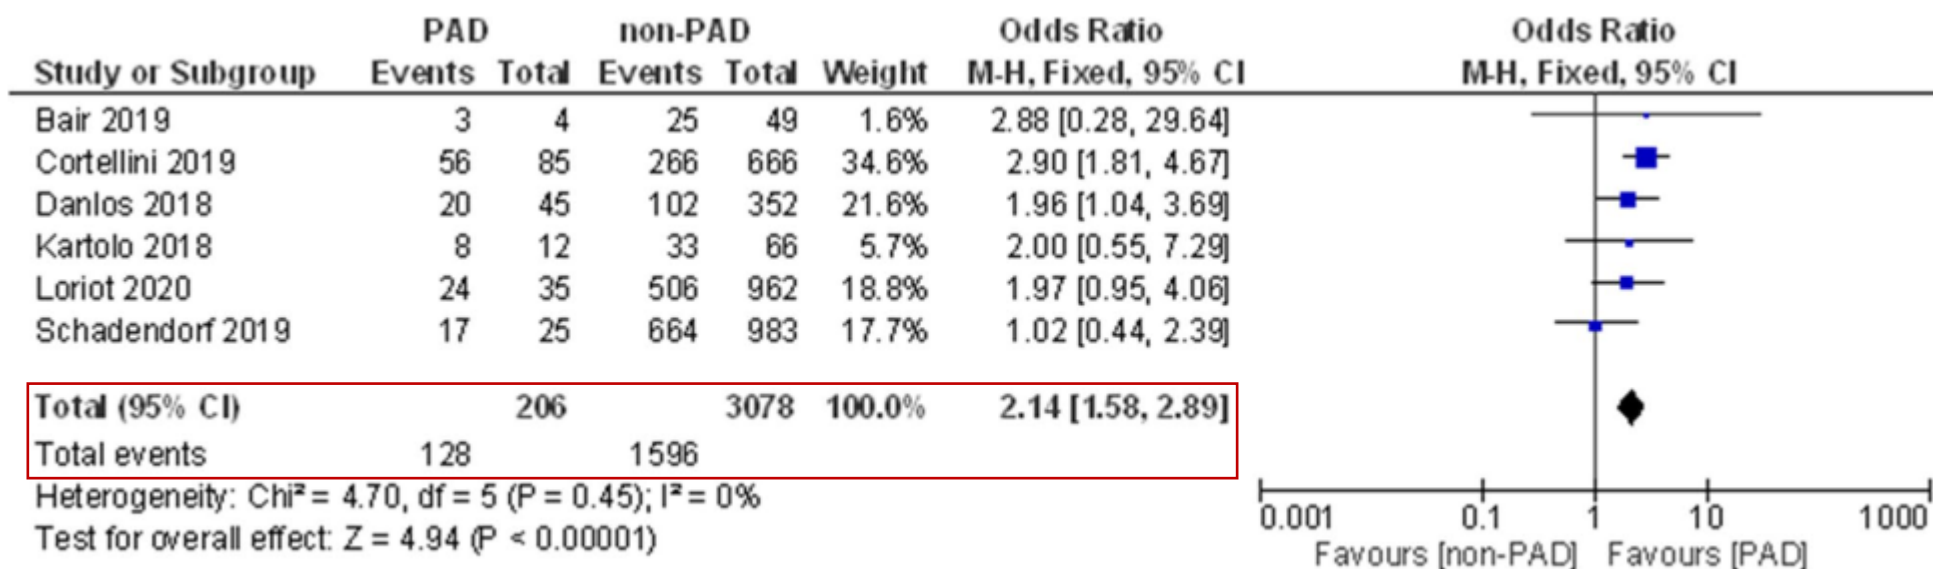 PAD non-PAD Odds Ratio Odds Ratio
Study or Subgroup Events Total Events Total Weight M-H, Fixed, 95% CI M-H, Fixed, 95% CI
Bair 2019 3 4 25 49 1.6% 2.88 [0.28, 29.64]
Cortellini 2019 56 85 266 666 34.6% 2.90 [1.81, 4.67]
Danlos 2018 20 45 102 352 21.6% 1.96 [1.04, 3.69]
Kartolo 2018 8 12 33 66 5.7% 2.00 [0.55, 7.29]
Loriot 2020 24 35 506 962 18.8% 1.97 [0.95, 4.06]
Schadendorf 2019 17 25 664 983 17.7% 1.02 [0.44, 2.39]
Total (95% CI) 206 3078 100.0% 2.14 [1.58, 2.89]
Total events 128 1596
Heterogeneity: Chi² = 4.70, df = 5 (P = 0.45); I² = 0%
Test for overall effect: Z = 4.94 (P < 0.00001)
0.001 0.1 1 10 1000
Favours [non-PAD] Favours [PAD]